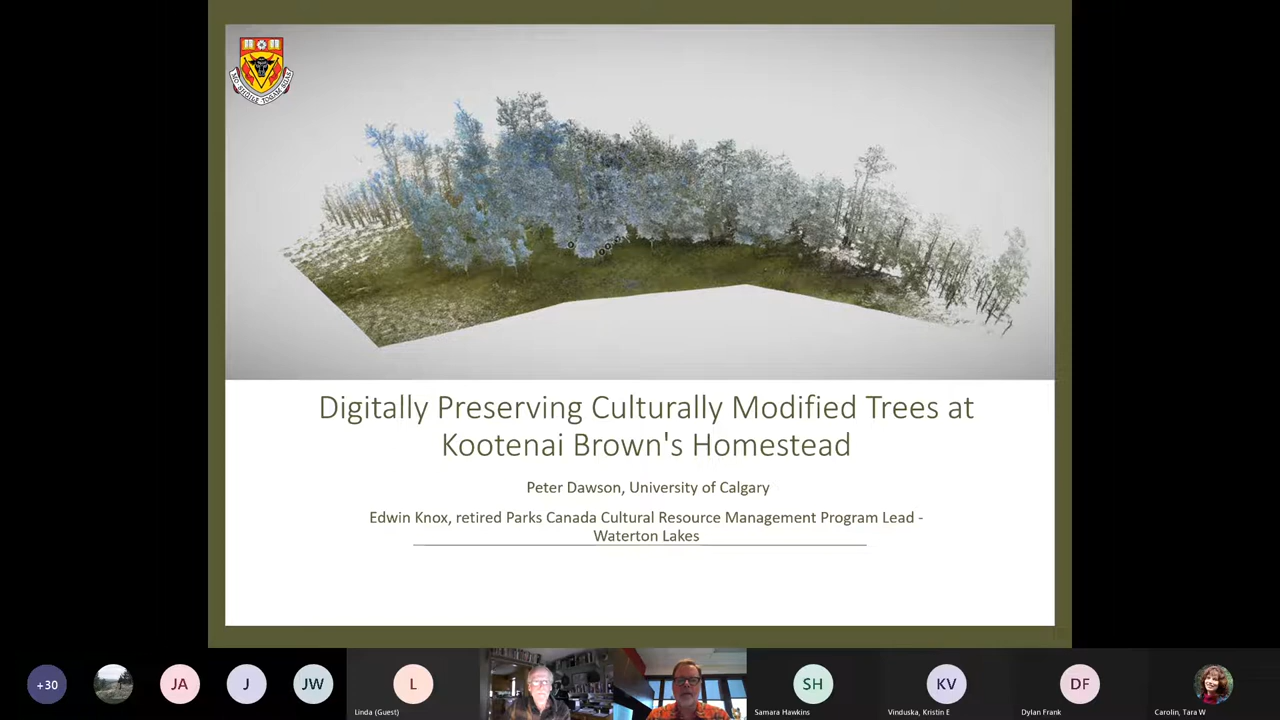 Digitally Preserving Culturally Modified Trees at
Kootenai Brown's Homestead
Peter Dawson, University of Calgary
Edwin Knox, retired Parks Canada Cultural Resource Management Program Lead -
Waterton Lakes
+30
JA
J
JW
L
SH
KV
DF
Linda (Guest)
Samara Hawkins
Vinduska, Kristin E
Dylan Frank
Carolin, Tara W